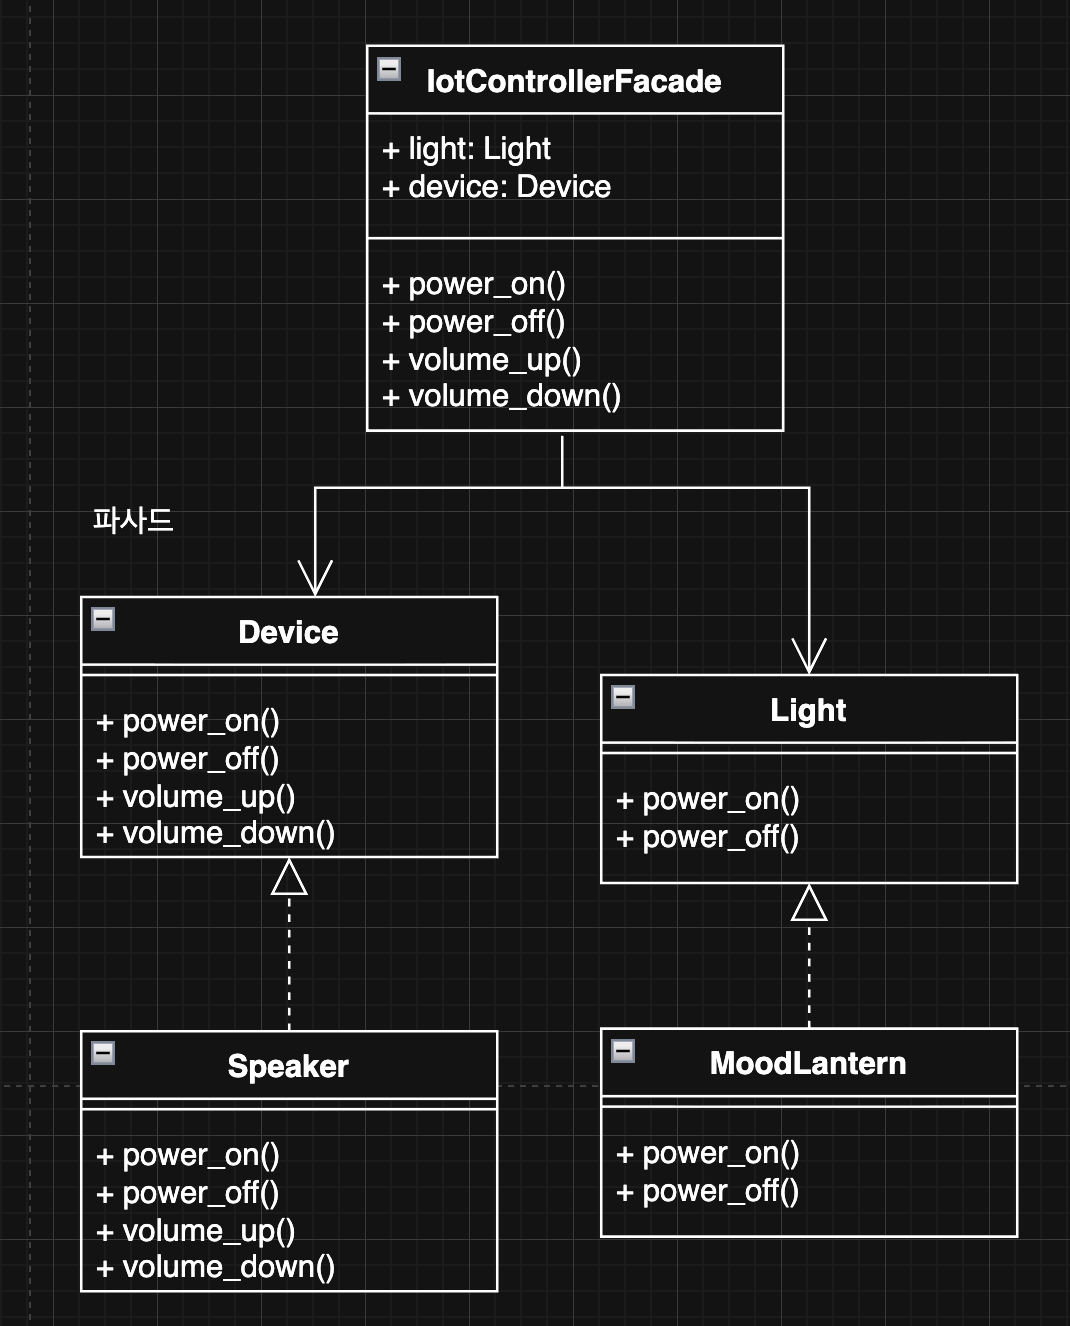 IotControllerFacade
+ light: Light
+ device: Device
+ power_on()
+ power_off()
+ volume_up()
+ volume_down()
파사드
Device
+ power_on()
+ power_off()
+ volume_up()
+ volume_down()
Light
+ power_on()
+ power_off()
Speaker
+ power_on()
+ power_off()
+ volume_up()
+ volume_down()
MoodLantern
+ power_on()
+ power_off()